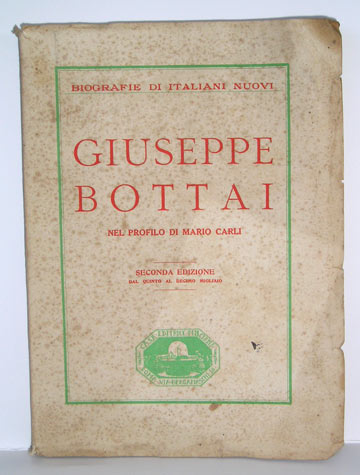 BIOGRAFIE DI ITALIANI NUOVI
GIUSEPPE
BOTTAI
NEL PROFILO DI MARIO CARLI
SECONDA EDIZIONE
DAL QUINTO AL DECIMO MIGLIAIO